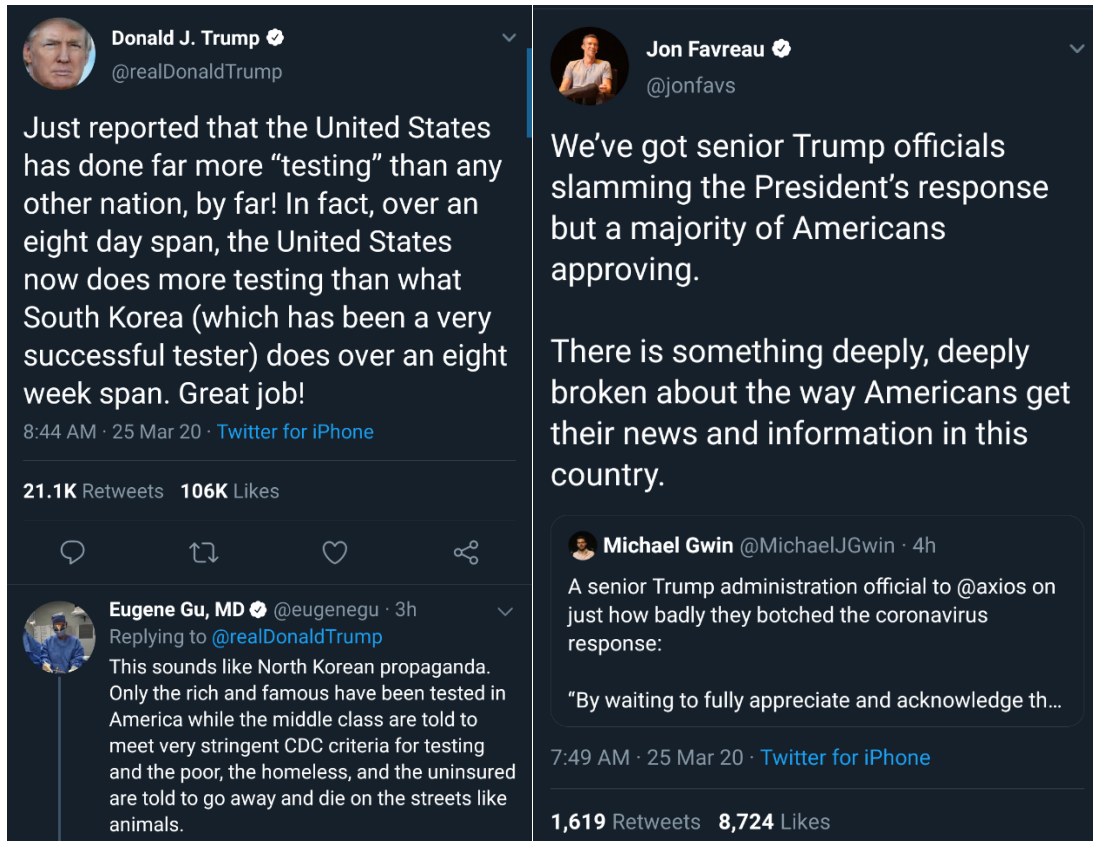 Donald J. Trump
@realDonaldTrump
Just reported that the United States
has done far more “testing” than any
other nation, by far! In fact, over an
eight day span, the United States
now does more testing than what
South Korea (which has been a very
successful tester) does over an eight
week span. Great job!
8:44 AM · 25 Mar 20 · Twitter for iPhone
21.1K Retweets 106K Likes
Eugene Gu, MD @eugenegu · 3h
Replying to @realDonaldTrump
This sounds like North Korean propaganda.
Only the rich and famous have been tested in
America while the middle class are told to
meet very stringent CDC criteria for testing
and the poor, the homeless, and the uninsured
are told to go away and die on the streets like
animals.
Jon Favreau
@jonfavs
We’ve got senior Trump officials
slamming the President’s response
but a majority of Americans
approving.
There is something deeply, deeply
broken about the way Americans get
their news and information in this
country.
Michael Gwin @MichaelJGwin · 4h
A senior Trump administration official to @axios on
just how badly they botched the coronavirus
response:
“By waiting to fully appreciate and acknowledge th...
7:49 AM · 25 Mar 20 · Twitter for iPhone
1,619 Retweets 8,724 Likes